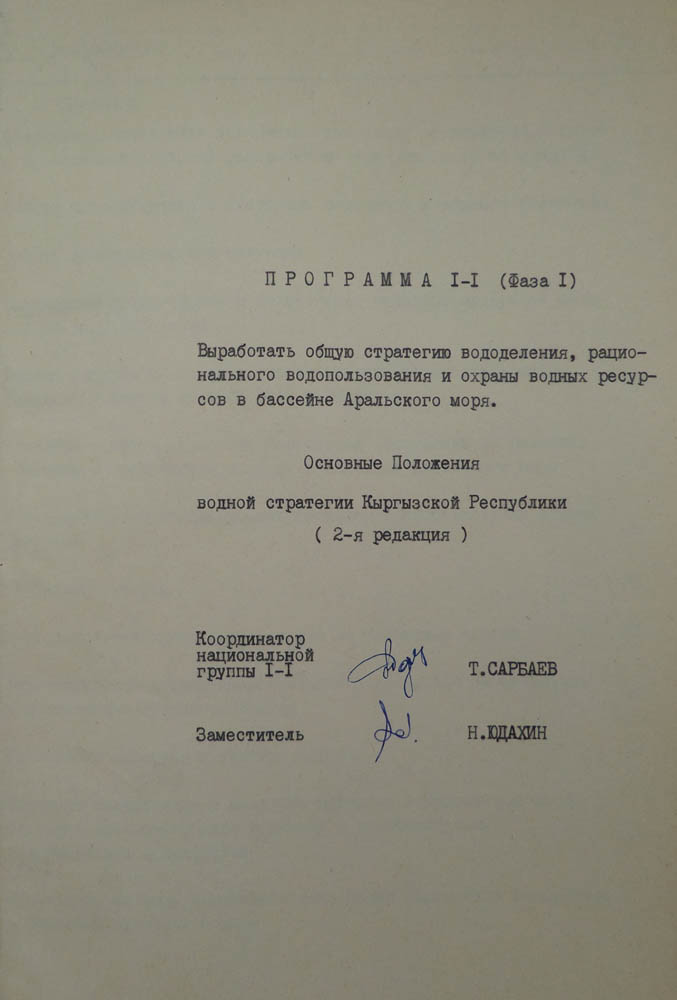 П Р О Г Р А М М А I-I (Фаза I)
Выработать общую стратегию вододеления, рацио-
нального водопользования и охраны водных ресур-
сов в бассейне Аральского моря.
Основные Положения
водной стратегии Кыргызской Республики
( 2-я редакция )
Координатор
национальной
группы I-I
Т.САРБАЕВ
Заместитель
Н.ЮДАХИН